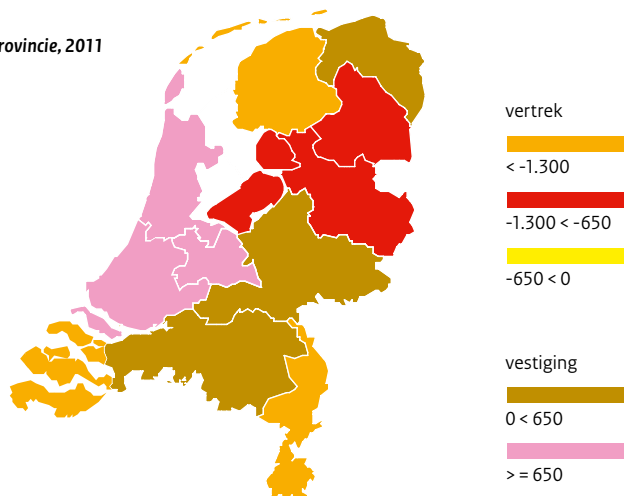 rovincie, 2011
vertrek
< -1.300
-1.300 < -650
-650 < 0
vestiging
0 < 650
> = 650